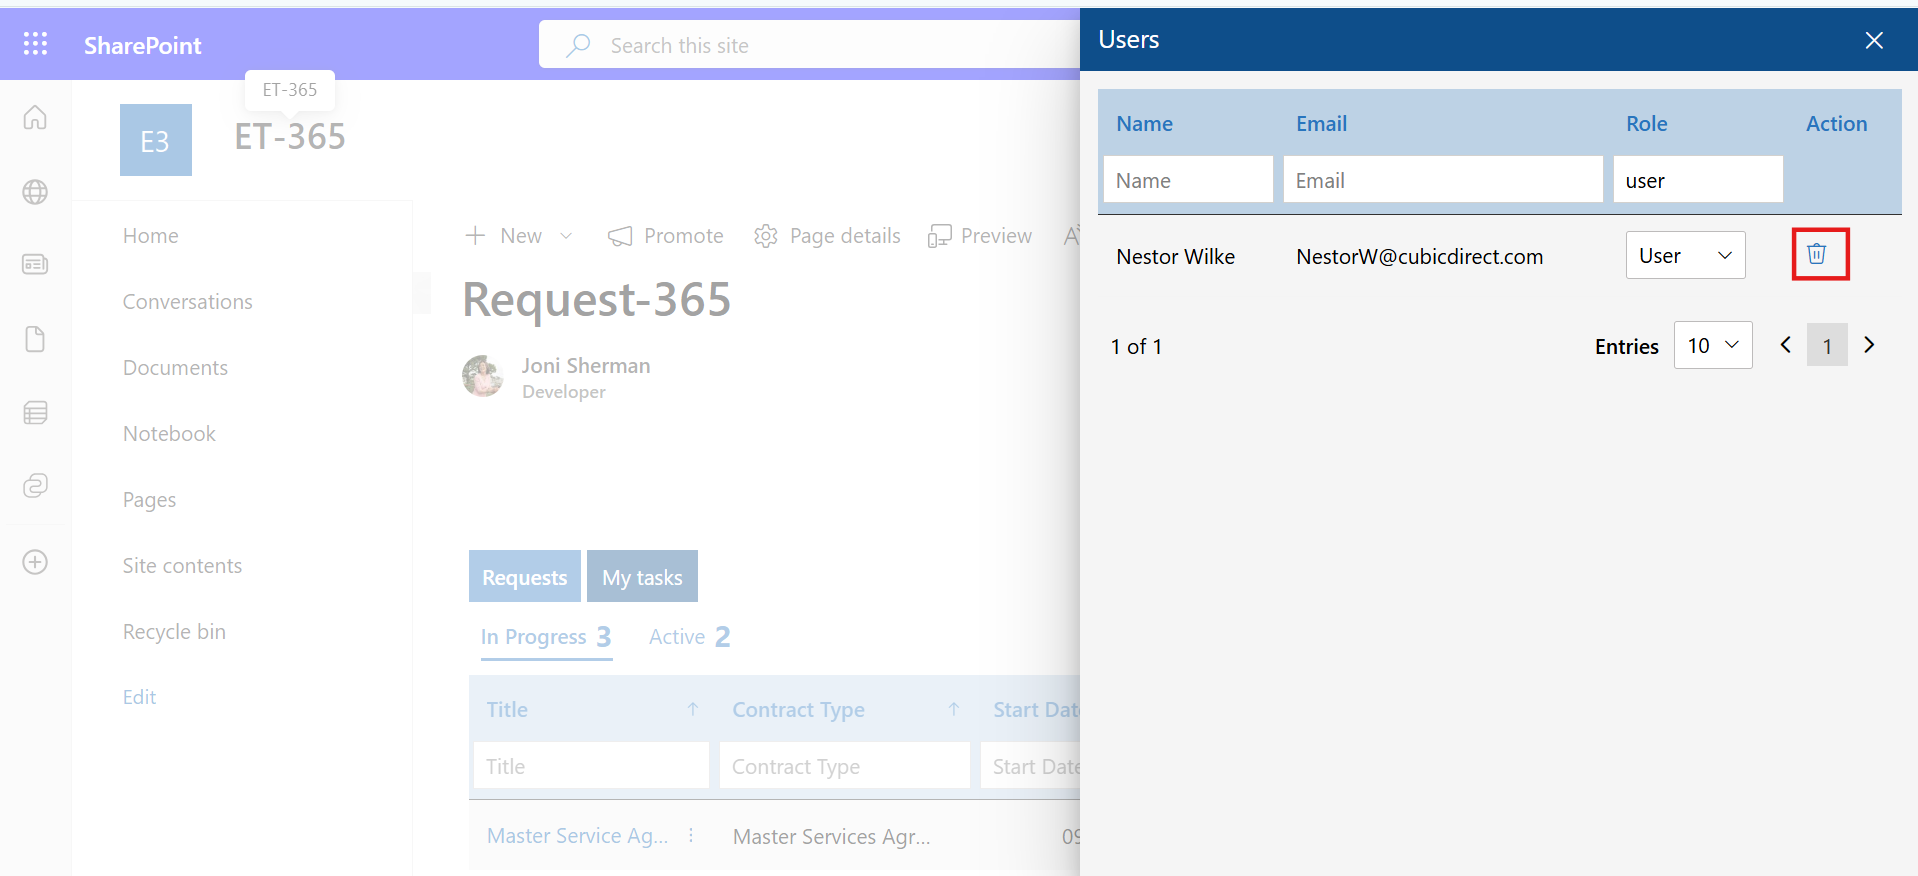 SharePoint
Search this site
ET-365
E3
ET-365
Home
Conversations
Documents
Notebook
Pages
Site contents
Recycle bin
Edit
New
Promote
Page details
Preview
Request-365
Joni Sherman
Developer
Requests
My tasks
In Progress 3
Active 2
Title
Contract Type
Start Date
Title
Contract Type
Start Date
Master Service Ag...
Master Services Agr...
09
Users
Name
Email
Role
Action
Name
Email
user
Nestor Wilke
NestorW@cubicdirect.com
User
1 of 1
Entries
10
1